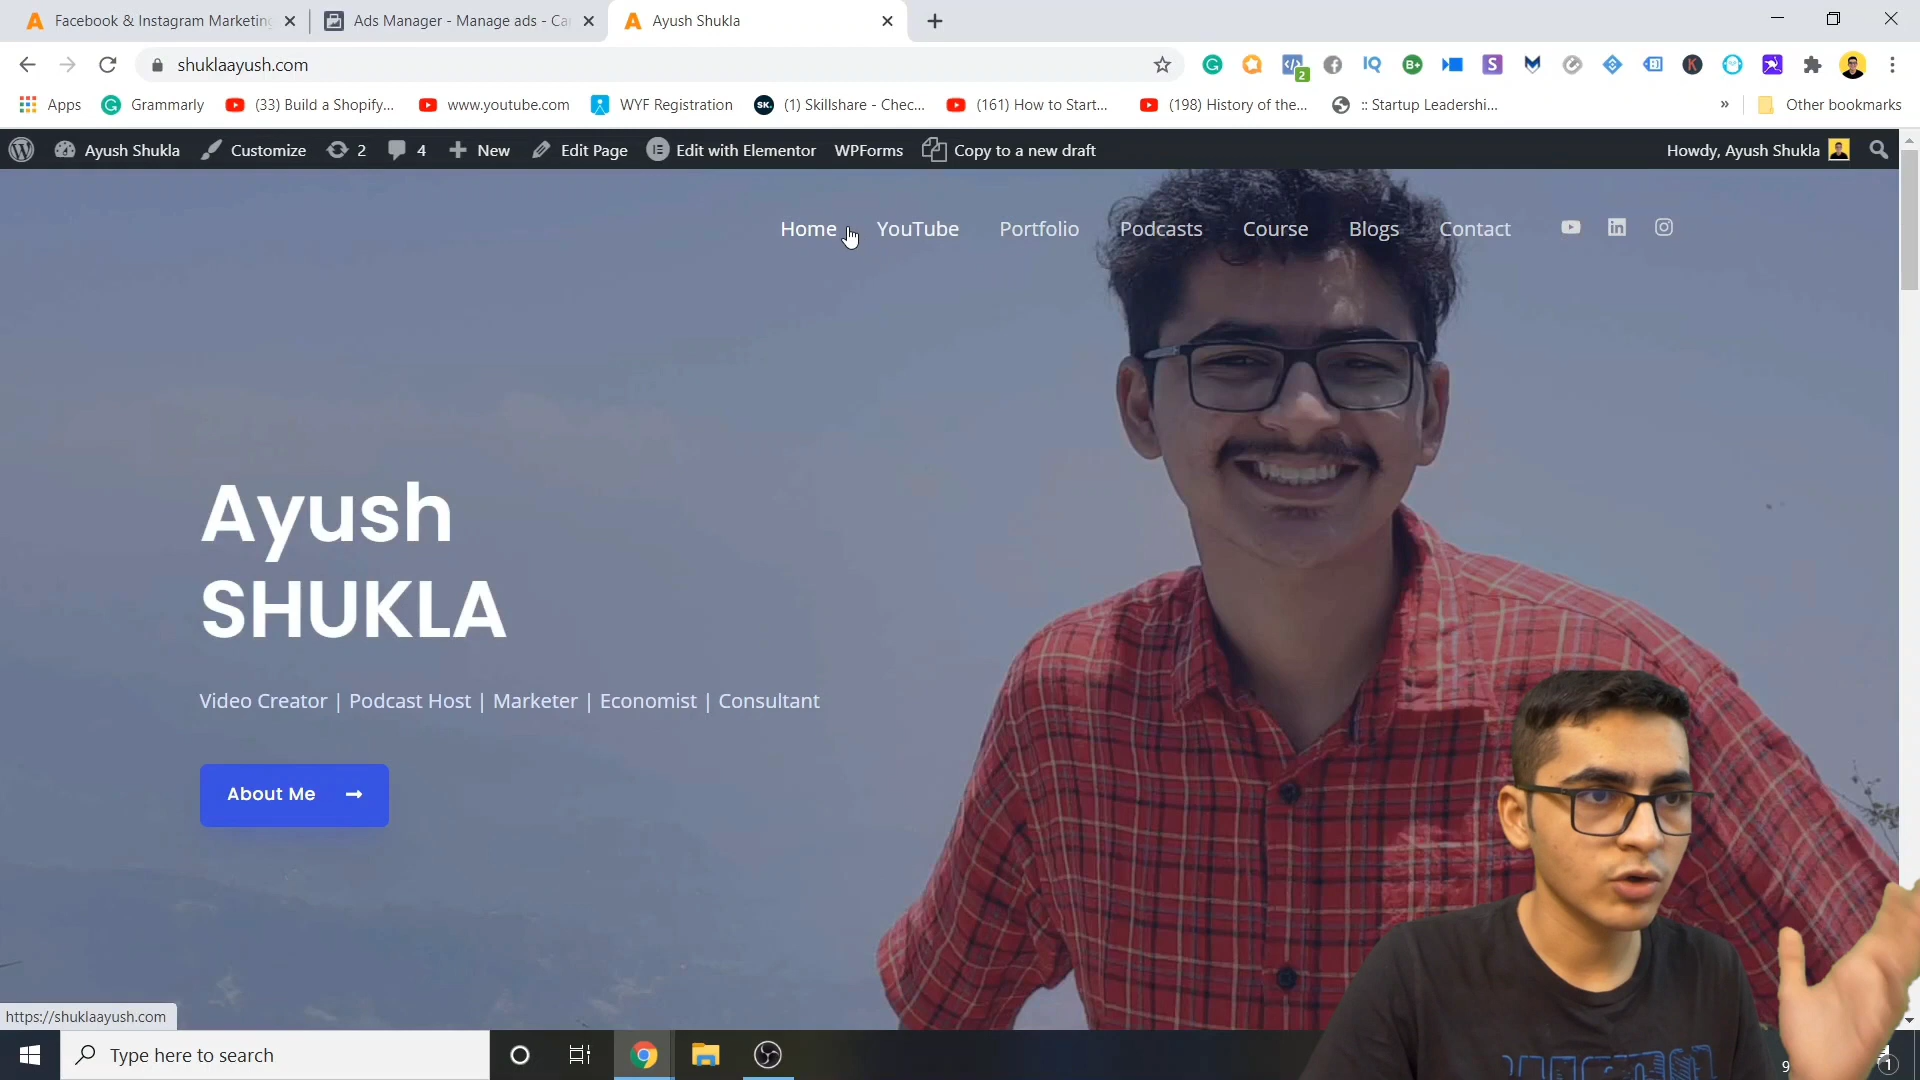 Facebook & Instagram Marketing
Ads Manager - Manage ads - Ca
Ayush Shukla
shuklaayush.com
Apps
Grammarly
(33) Build a Shopify...
www.youtube.com
WYF Registration
(1) Skillshare - Chec...
(161) How to Start...
(198) History of the...
:: Startup Leadershi...
» Other bookmarks
Ayush Shukla
Customize
2
4
New
Edit Page
Edit with Elementor
WPForms
Copy to a new draft
Howdy, Ayush Shukla
Home
YouTube
Portfolio
Podcasts
Course
Blogs
Contact
Ayush
SHUKLA
Video Creator | Podcast Host | Marketer | Economist | Consultant
About Me →
https://shuklaayush.com
Type here to search
9
1